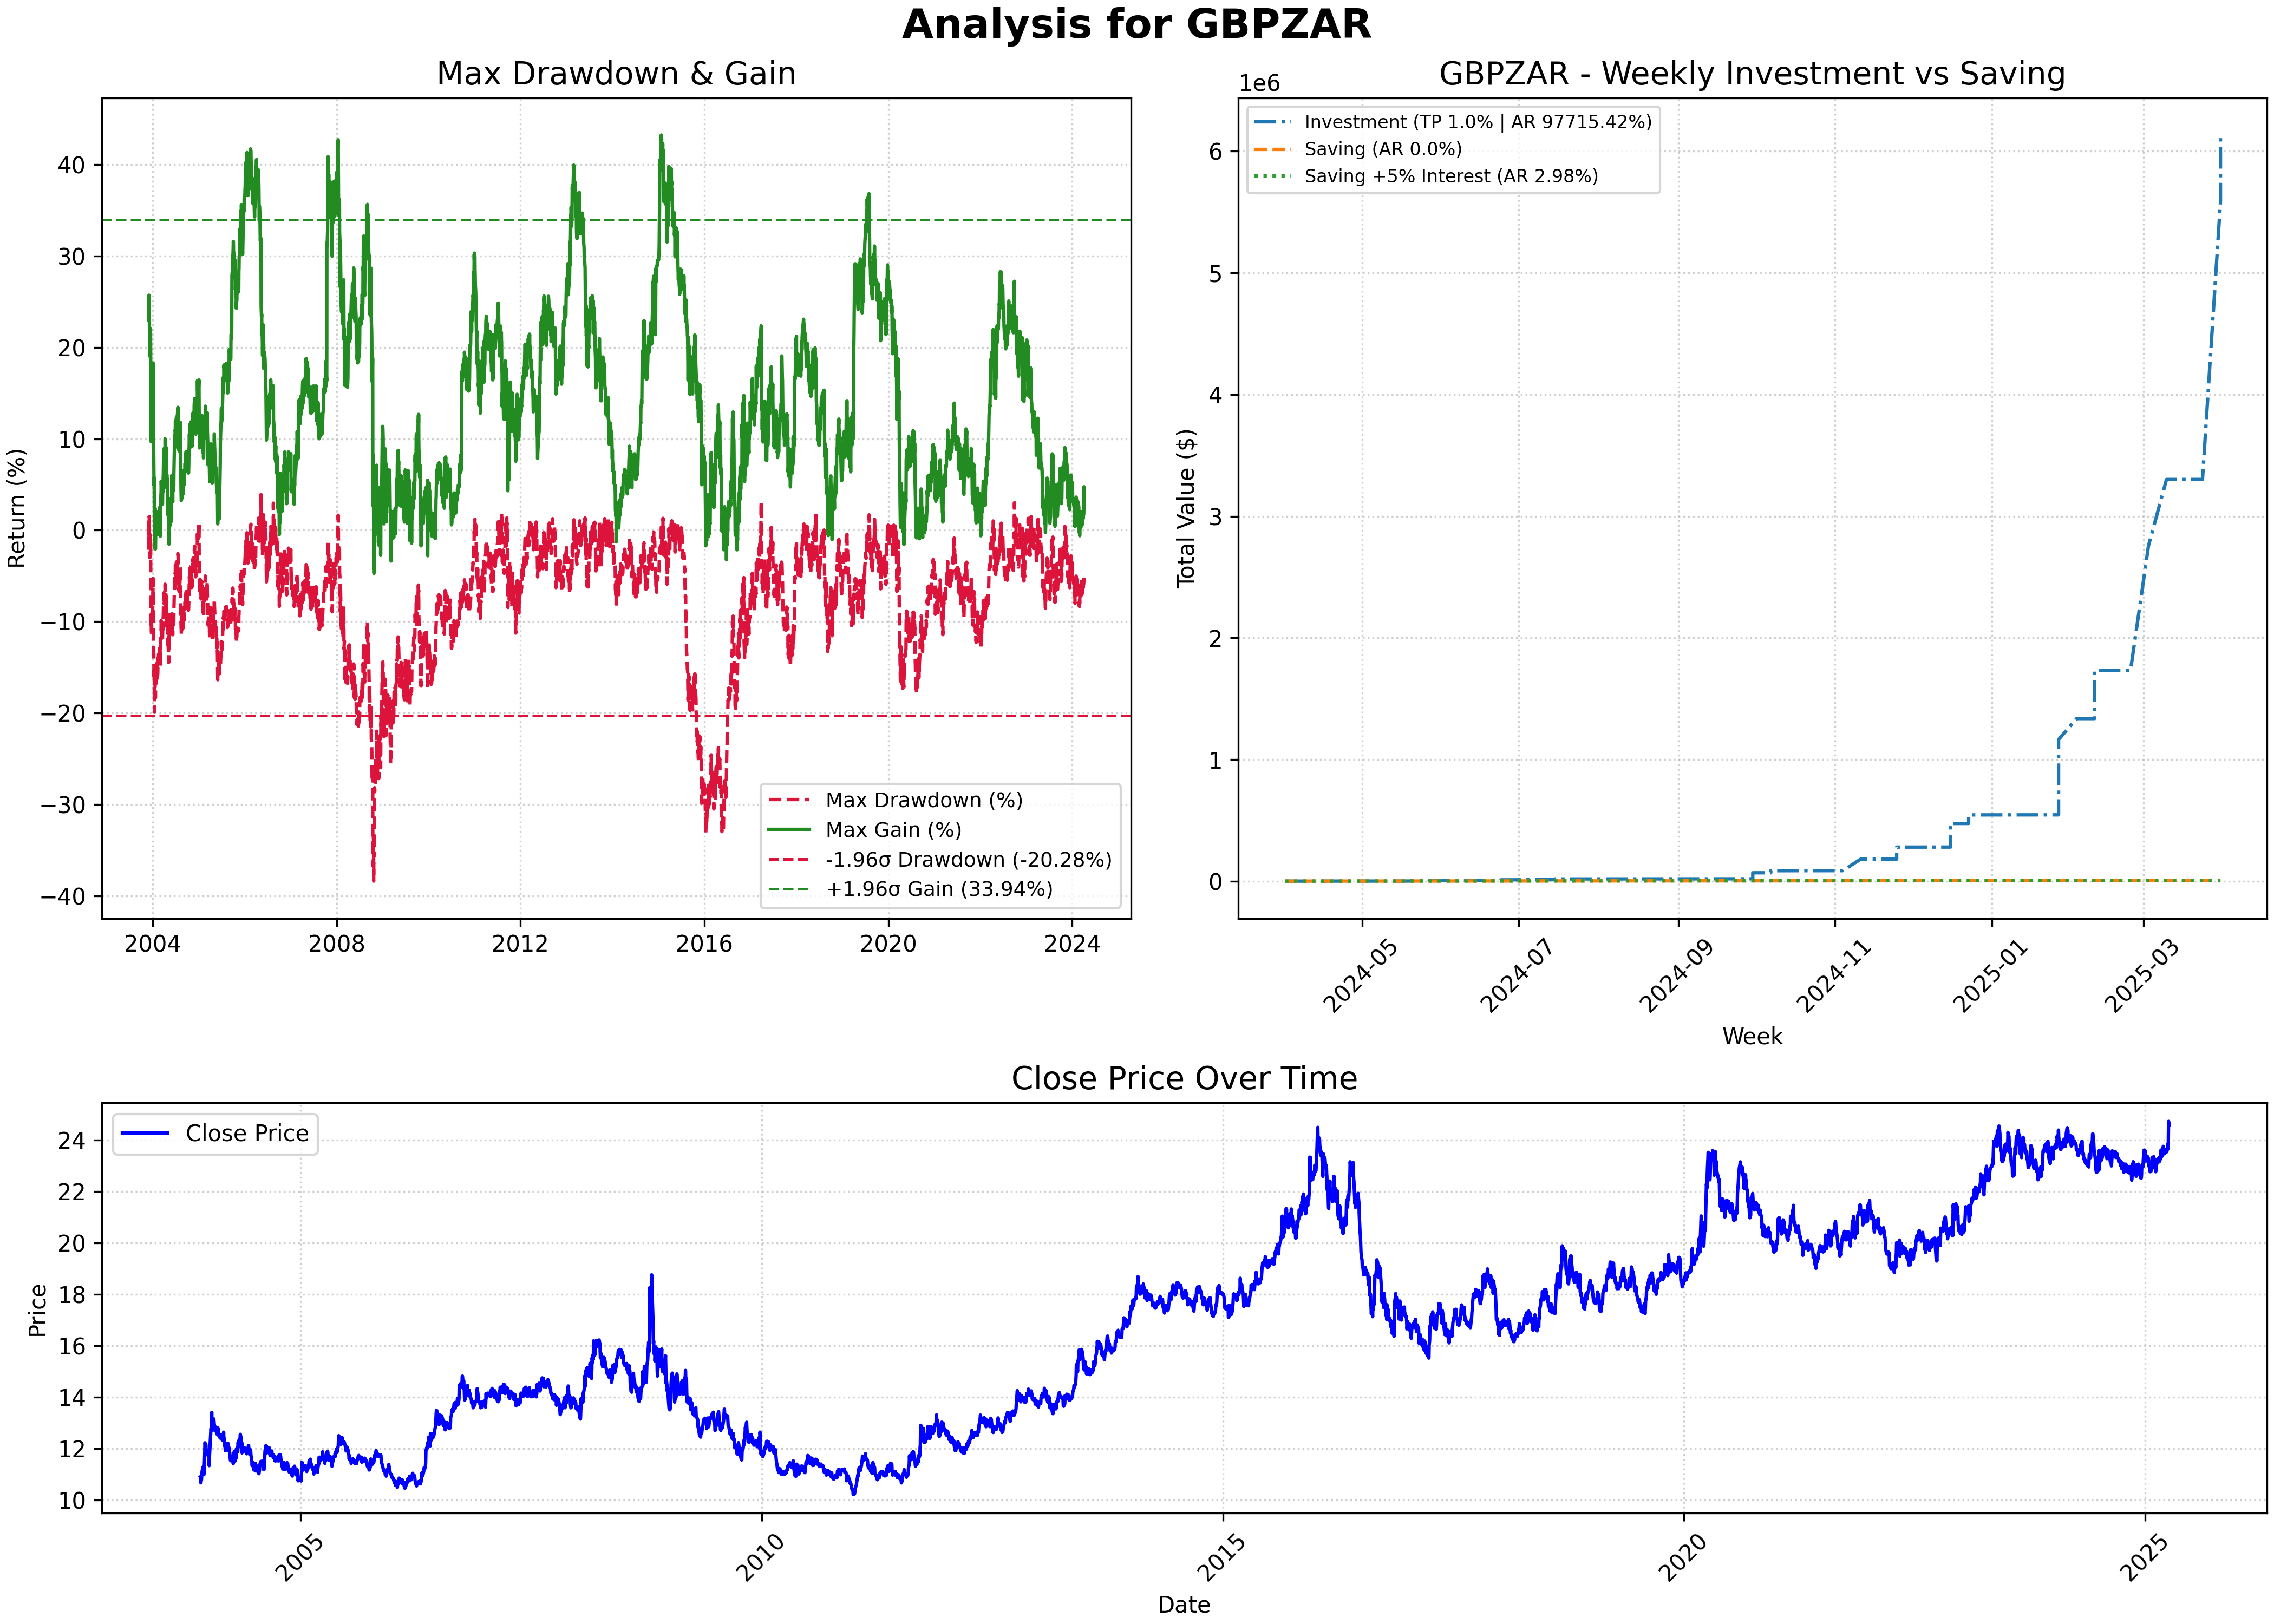 Analysis for GBPZAR
Max Drawdown & Gain
Return (%)
40
30
20
10
0
−10
−20
−30
−40
2004
2008
2012
2016
2020
2024
Max Drawdown (%)
Max Gain (%)
-1.96σ Drawdown (-20.28%)
+1.96σ Gain (33.94%)
GBPZAR - Weekly Investment vs Saving
1e6
Total Value ($)
6
5
4
3
2
1
0
Investment (TP 1.0% | AR 97715.42%)
Saving (AR 0.0%)
Saving +5% Interest (AR 2.98%)
2024-05
2024-07
2024-09
2024-11
2025-01
2025-03
Week
Close Price Over Time
Close Price
Price
24
22
20
18
16
14
12
10
2005
2010
2015
2020
2025
Date